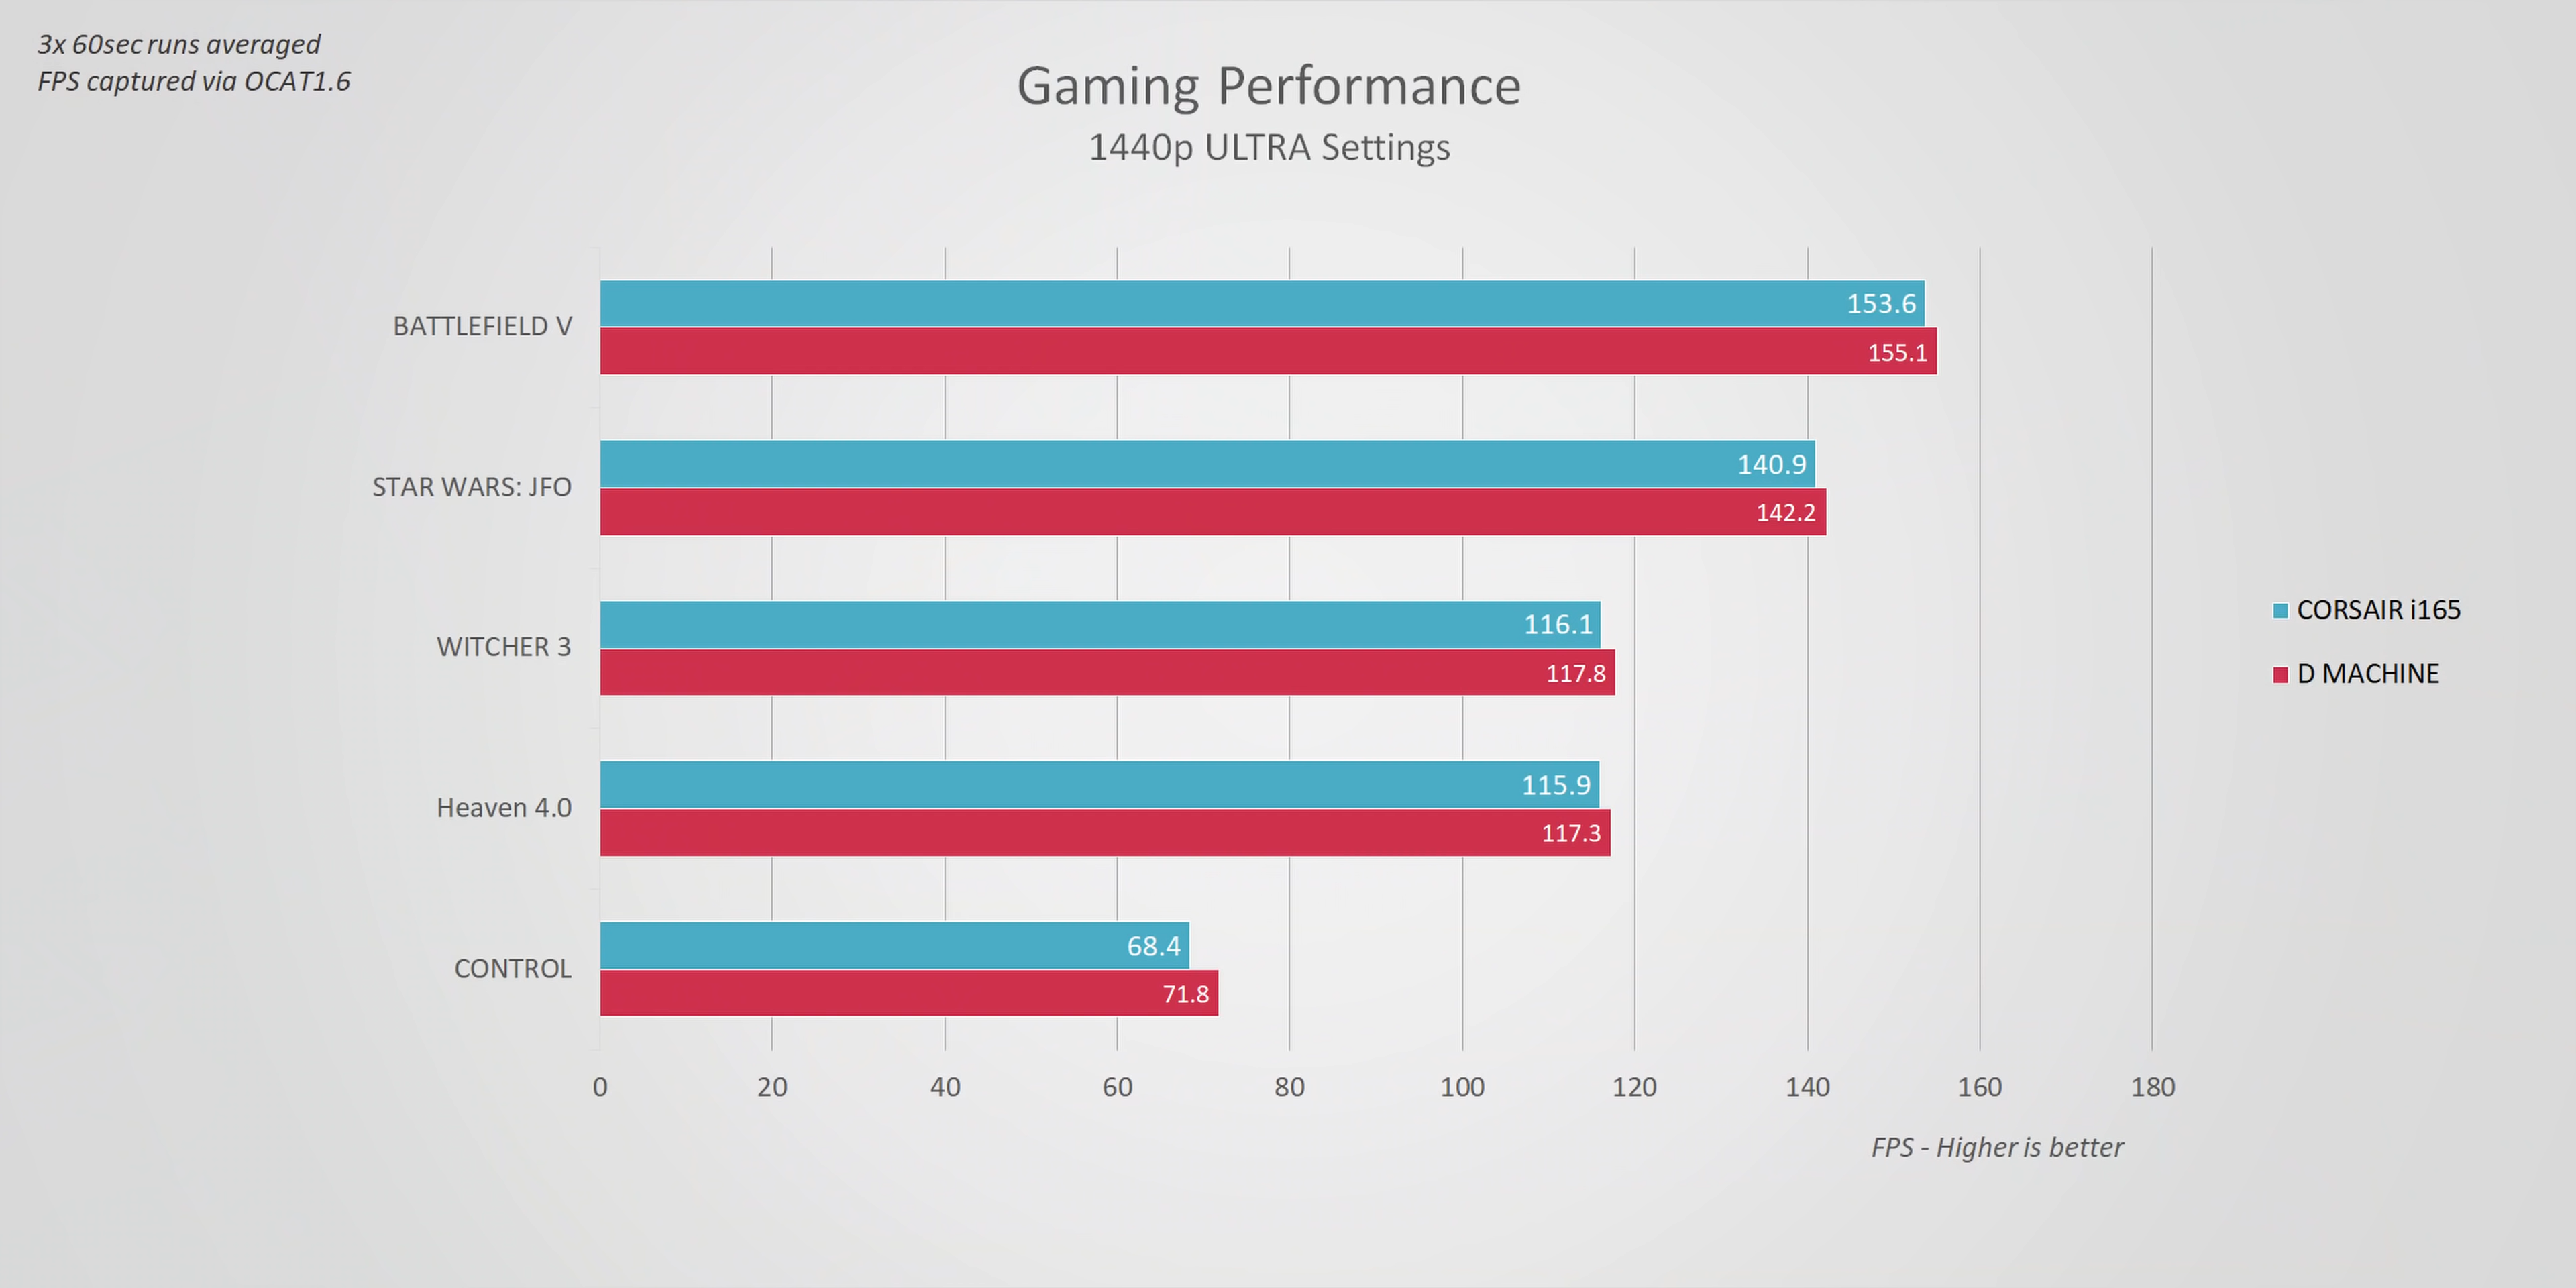 3x 60sec runs averaged
FPS captured via OCAT1.6
Gaming Performance
1440p ULTRA Settings
BATTLEFIELD V
153.6
155.1
STAR WARS: JFO
140.9
142.2
WITCHER 3
116.1
117.8
Heaven 4.0
115.9
117.3
CONTROL
68.4
71.8
CORSAIR i165
D MACHINE
0 20 40 60 80 100 120 140 160 180
FPS - Higher is better